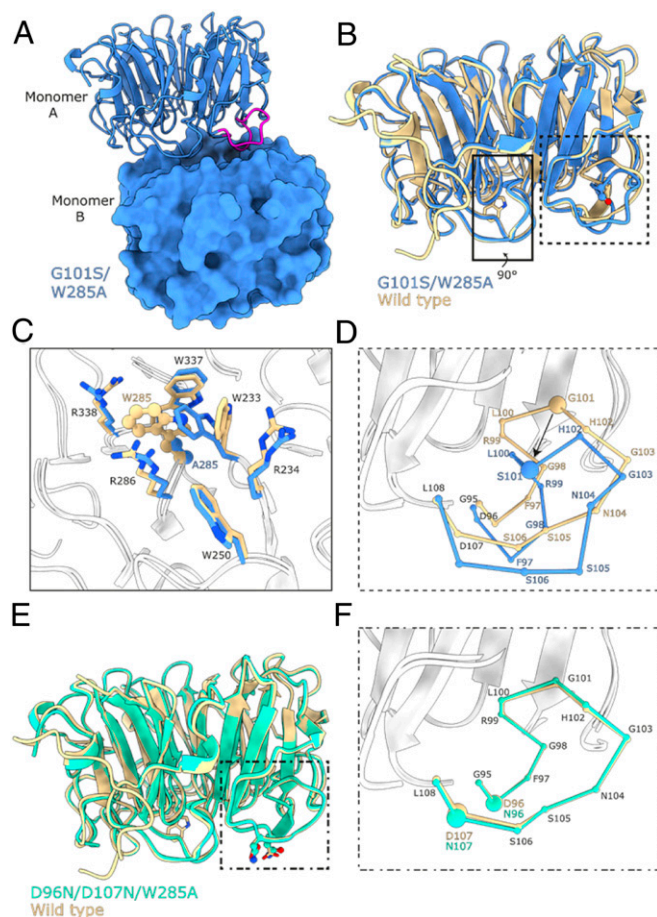 A
Monomer
A
Monomer
B
G101S/
W285A
B
90°
G101S/W285A
Wild type
C
W337
W285
W233
R338
A285
R286
R234
W250
D
G101
L100
H102
R99
H102
L100
G98
G103
S101
R99
G103
L108
G95
F97
N104
D96
G98
N104
S106
S105
D107
F97
S106
S105
E
D96N/D107N/W285A
Wild type
F
G101
L100
H102
R99
G103
G98
G95
F97
L108
D96
N96
N104
S105
D107
N107
S106